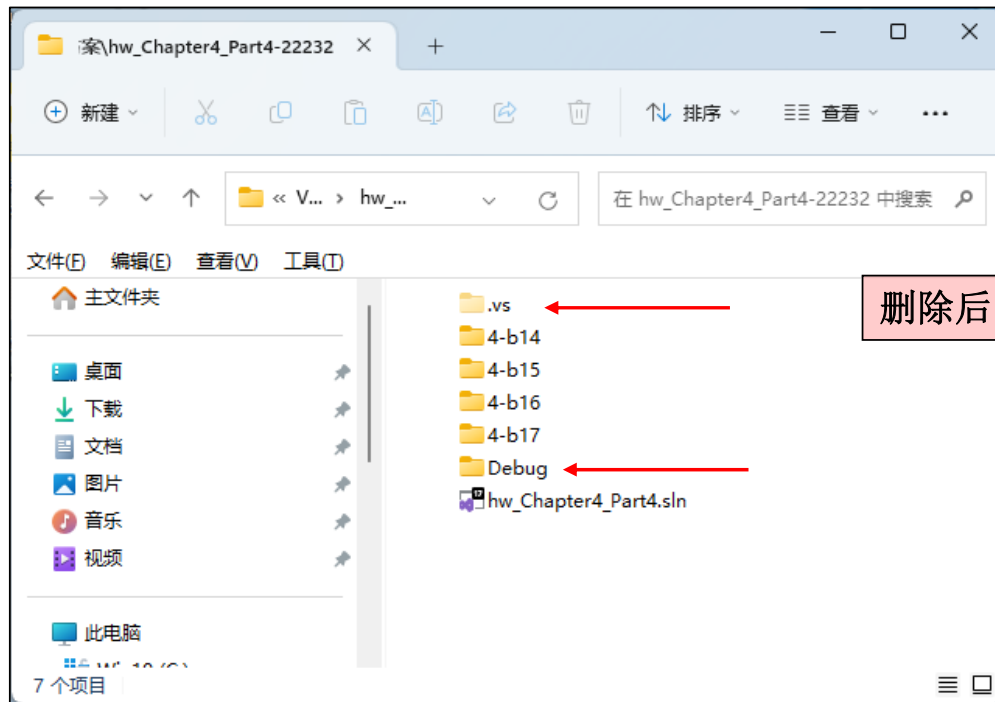 案\hw_Chapter4_Part4-22232
新建
排序
查看
« V... › hw_...
在 hw_Chapter4_Part4-22232 中搜索
文件(F) 编辑(E) 查看(V) 工具(T)
主文件夹
桌面
下载
文档
图片
音乐
视频
此电脑
.vs
4-b14
4-b15
4-b16
4-b17
Debug
hw_Chapter4_Part4.sln
删除后
7 个项目